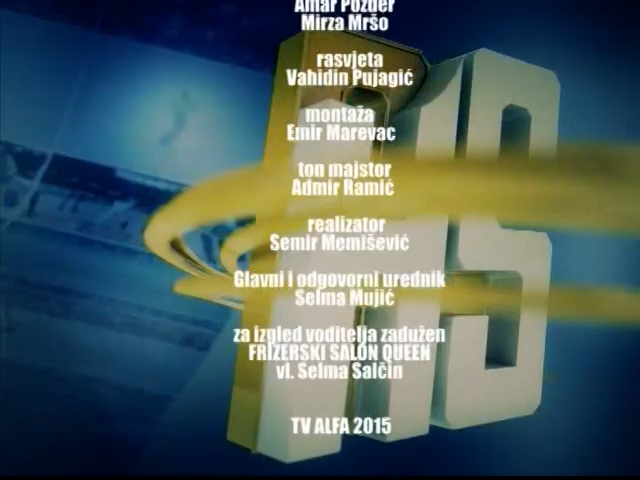 Amar Pozder
Mirza Mršo
rasvjeta
Vahidin Pujagić
montaža
Emir Marevac
ton majstor
Admir Ramić
realizator
Semir Memišević
Glavni i odgovorni urednik
Selma Mujić
za izgled voditelja zadužen
FRIZERSKI SALON QUEEN
vl. Selma Salčin
TV ALFA 2015